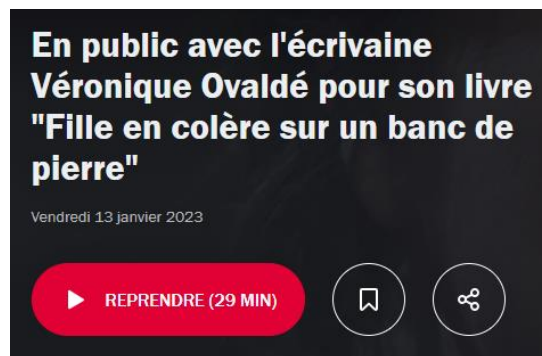 En public avec l'écrivaine
Véronique Ovaldé pour son livre
"Fille en colère sur un banc de
pierre"
Vendredi 13 janvier 2023
REPRENDRE (29 MIN)